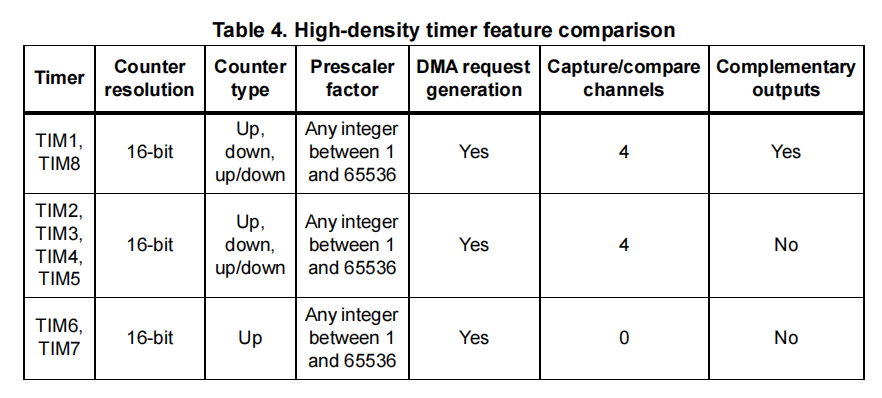 Table 4. High-density timer feature comparison
Timer
Counter
resolution
Counter
type
Prescaler
factor
DMA request
generation
Capture/compare
channels
Complementary
outputs
TIM1,
TIM8
16-bit
Up,
down,
up/down
Any integer
between 1
and 65536
Yes
4
Yes
TIM2,
TIM3,
TIM4,
TIM5
16-bit
Up,
down,
up/down
Any integer
between 1
and 65536
Yes
4
No
TIM6,
TIM7
16-bit
Up
Any integer
between 1
and 65536
Yes
0
No